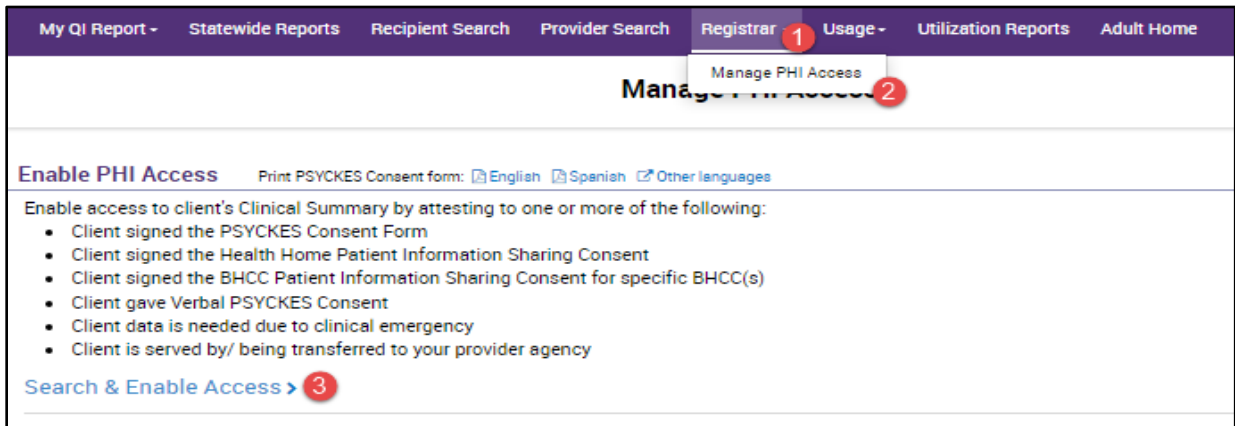 My QI Report Statewide Reports Recipient Search Provider Search Registrar 1 Usage Utilization Reports Adult Home
Manage PHI Access 2
Manage PHI Access
Enable PHI Access Print PSYCKES Consent form: English Spanish Other languages
Enable access to client's Clinical Summary by attesting to one or more of the following:
• Client signed the PSYCKES Consent Form
• Client signed the Health Home Patient Information Sharing Consent
• Client signed the BHCC Patient Information Sharing Consent for specific BHCC(s)
• Client gave Verbal PSYCKES Consent
• Client data is needed due to clinical emergency
• Client is served by/ being transferred to your provider agency
Search & Enable Access > 3